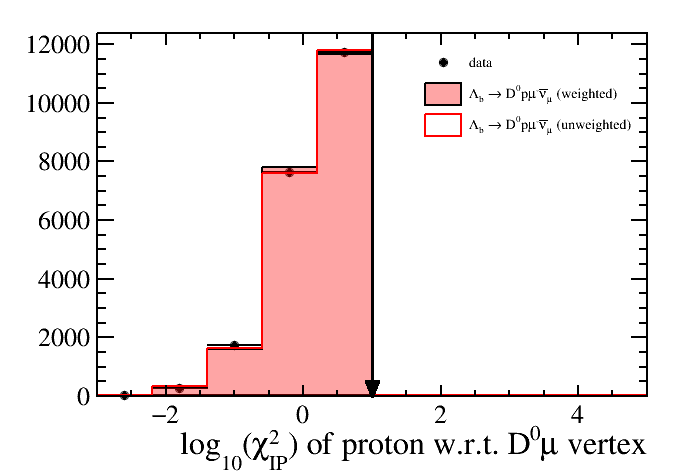 12000
10000
8000
6000
4000
2000
0
data
Λb → D⁰pμ ν̄μ (weighted)
Λb → D⁰pμ ν̄μ (unweighted)
−2 0 2 4
log₁₀(χ²IP) of proton w.r.t. D⁰μ vertex